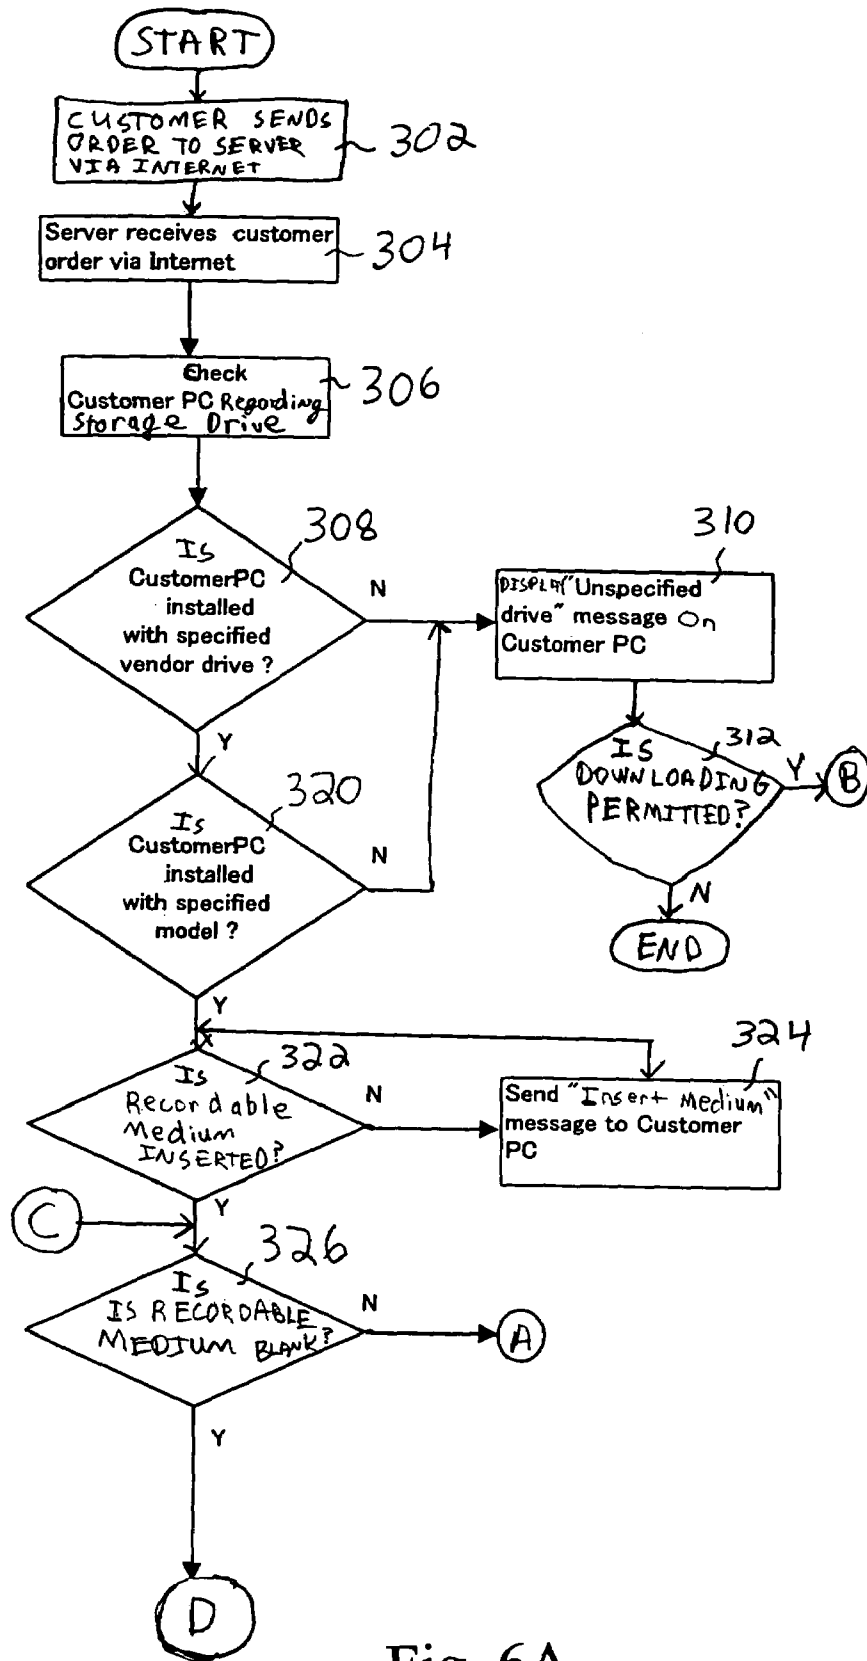 START
CUSTOMER SENDS
ORDER TO SERVER
VIA INTERNET
302
Server receives customer
order via Internet
304
Check
Customer PC Regarding
Storage Drive
306
308
Is
CustomerPC
installed
with specified
vendor drive ?
N
Y
310
DISPLAY "Unspecified
drive" message On
Customer PC
312
IS
DOWNLOADING
PERMITTED?
Y
B
N
END
320
Is
CustomerPC
installed
with specified
model ?
N
Y
322
Is
Recordable
Medium
INSERTED?
N
Y
324
Send "Insert Medium"
message to Customer
PC
C
326
Is
IS RECORDABLE
MEDIUM BLANK?
N
A
Y
D
Fig. 6A